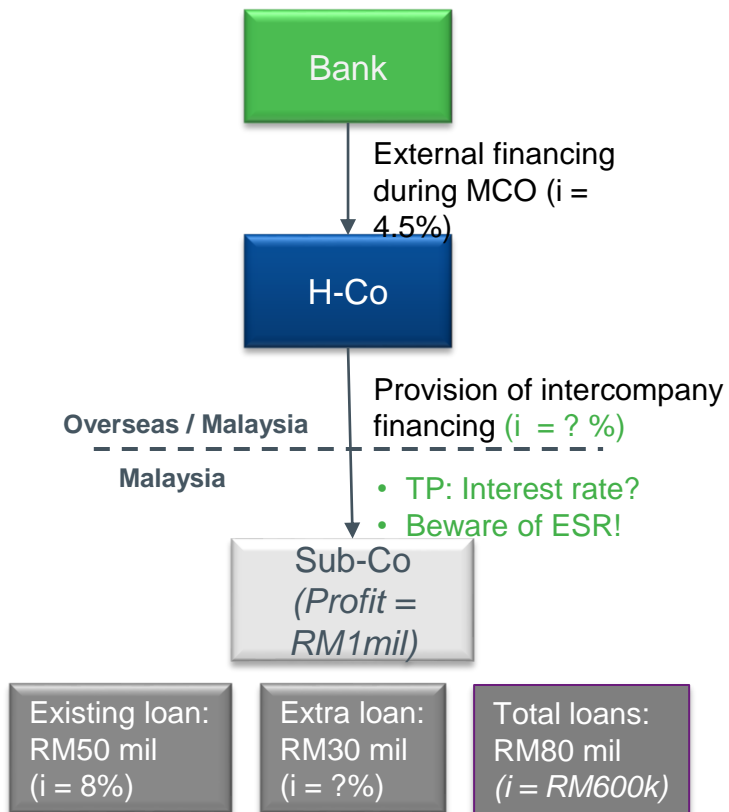 Bank
External financing
during MCO (i =
4.5%)
H-Co
Provision of intercompany
financing (i = ? %)
Overseas / Malaysia
Malaysia
• TP: Interest rate?
• Beware of ESR!
Sub-Co
(Profit =
RM1mil)
Existing loan:
RM50 mil
(i = 8%)
Extra loan:
RM30 mil
(i = ?%)
Total loans:
RM80 mil
(i = RM600k)